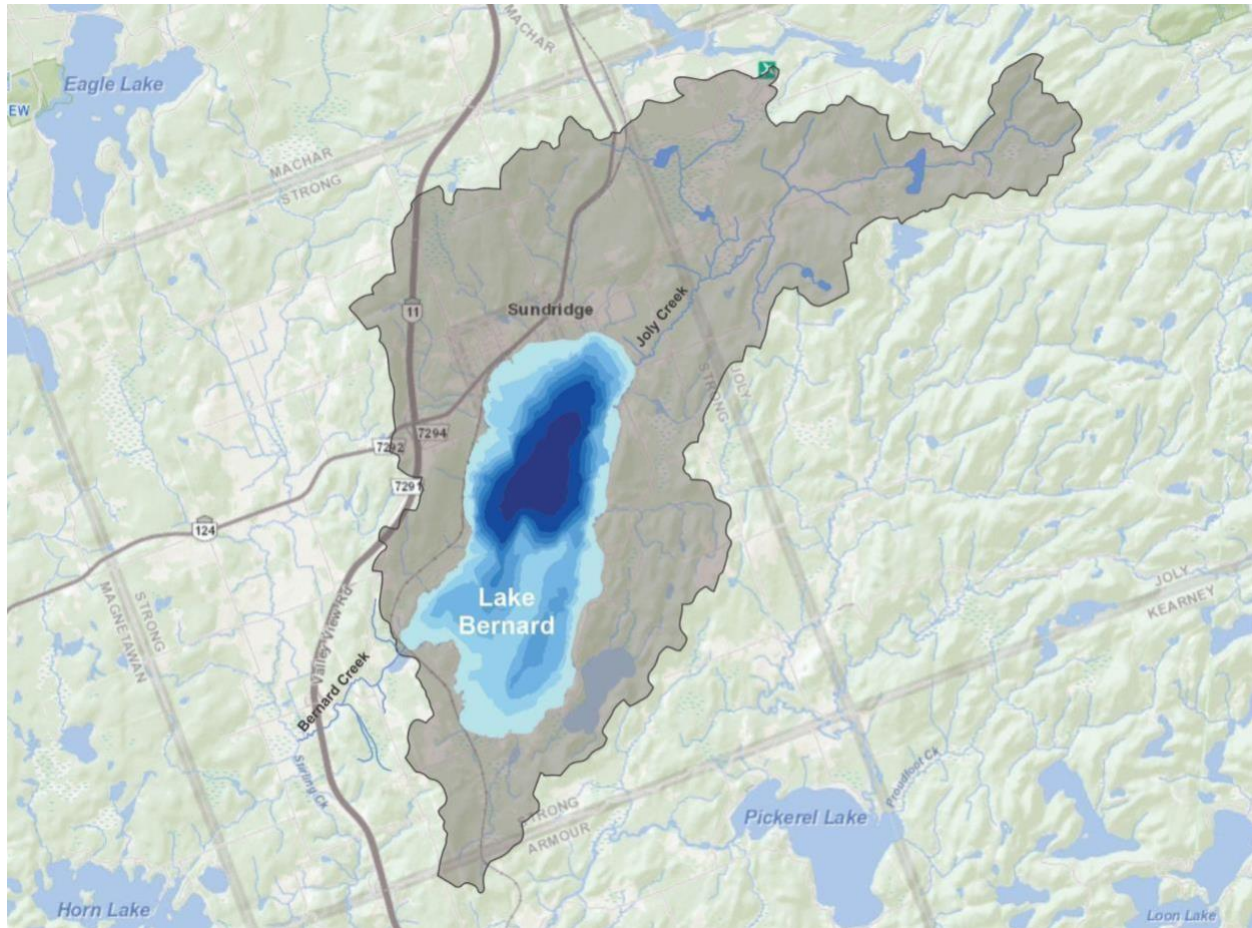 MACHAR
MACHAR
Eagle Lake
EW
MACHAR
STRONG
11
Sundridge
Joly Creek
JOLY
STRONG
7294
7292
7291
124
STRONG
MAGNETAWAN
Lake
Bernard
JOLY
KEARNEY
Valley View Rd
Bernard Creek
Stirling Ck
Proudfoot Ck
STRONG
ARMOUR
Pickerel Lake
Horn Lake
Loon Lake